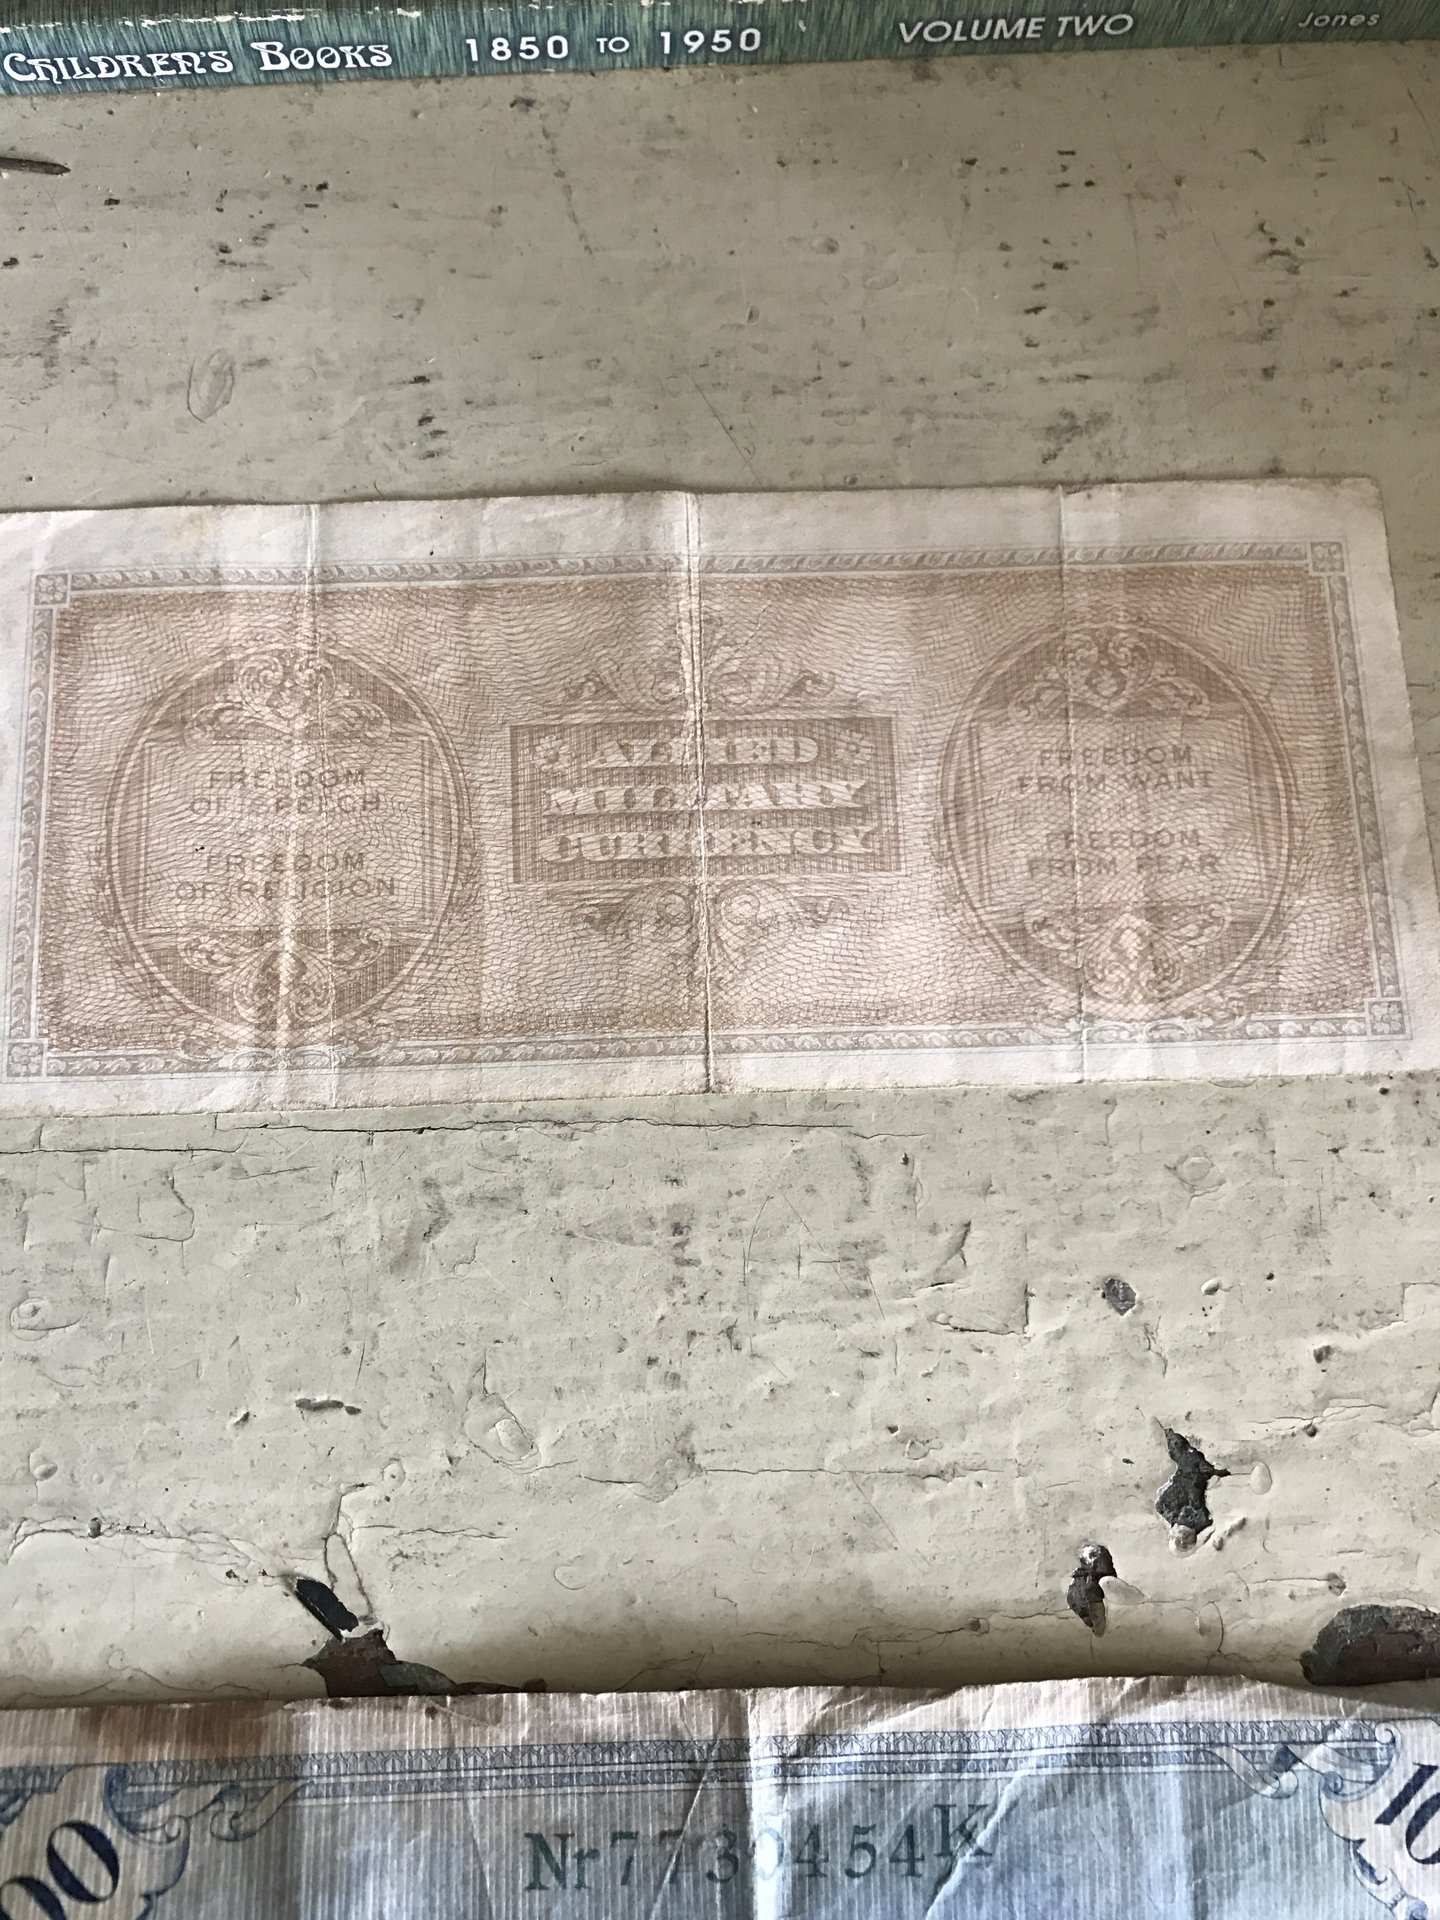 CHILDREN'S BOOKS 1850 TO 1950 VOLUME TWO Jones
FREEDOM
OF SPEECH
FREEDOM
OF RELIGION
ALLIED
MILITARY
CURRENCY
FREEDOM
FROM WANT
FREEDOM
FROM FEAR